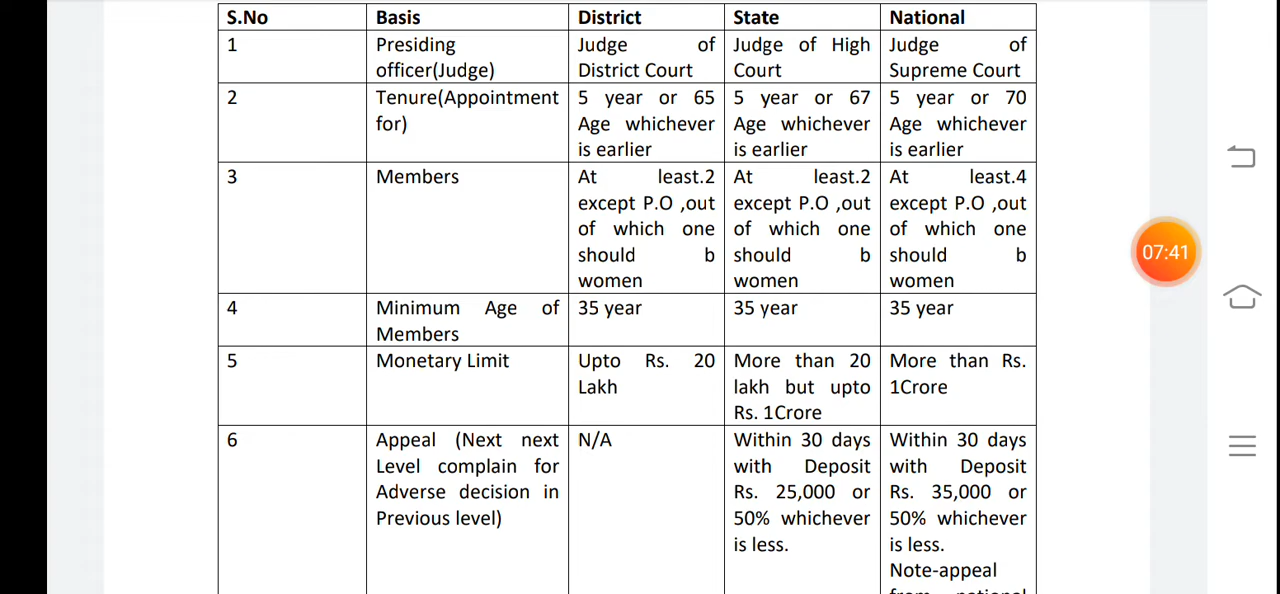 S.No Basis District State National
1 Presiding officer(Judge) Judge of District Court Judge of High Court Judge of Supreme Court
2 Tenure(Appointment for) 5 year or 65 Age whichever is earlier 5 year or 67 Age whichever is earlier 5 year or 70 Age whichever is earlier
3 Members At least.2 except P.O ,out of which one should b women At least.2 except P.O ,out of which one should b women At least.4 except P.O ,out of which one should b women
4 Minimum Age of Members 35 year 35 year 35 year
5 Monetary Limit Upto Rs. 20 Lakh More than 20 lakh but upto Rs. 1Crore More than Rs. 1Crore
6 Appeal (Next next Level complain for Adverse decision in Previous level) N/A Within 30 days with Deposit Rs. 25,000 or 50% whichever is less. Within 30 days with Deposit Rs. 35,000 or 50% whichever is less. Note-appeal
07:41